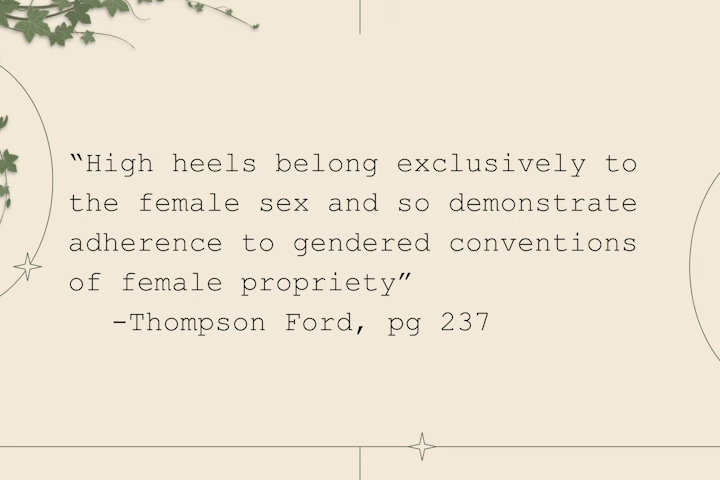 “High heels belong exclusively to
the female sex and so demonstrate
adherence to gendered conventions
of female propriety”
-Thompson Ford, pg 237